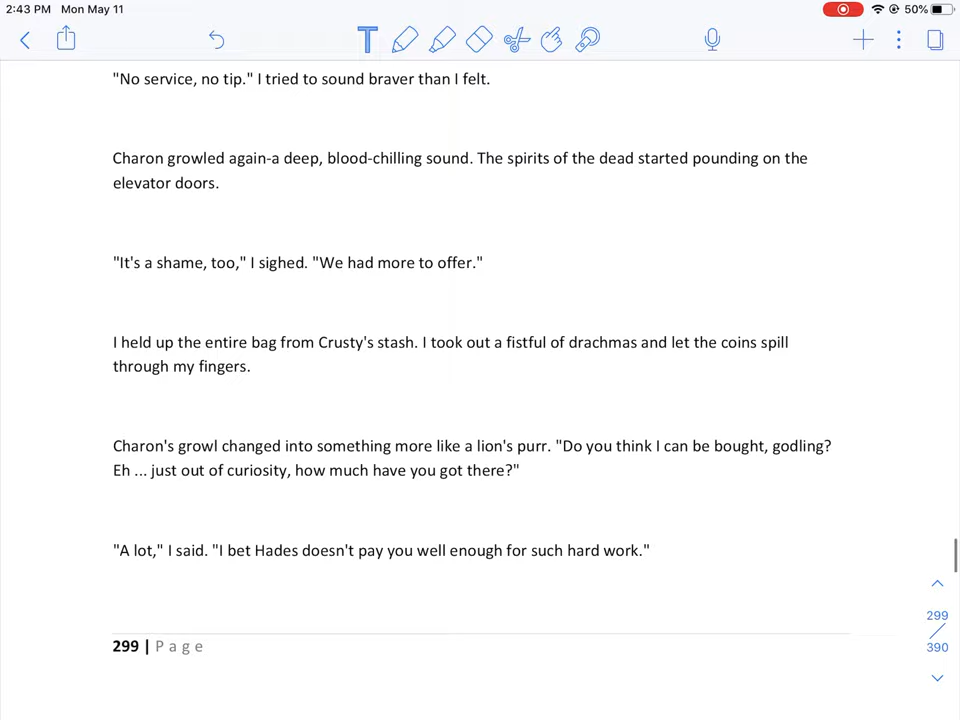 2:43 PM Mon May 11
50%
"No service, no tip." I tried to sound braver than I felt.
Charon growled again-a deep, blood-chilling sound. The spirits of the dead started pounding on the
elevator doors.
"It's a shame, too," I sighed. "We had more to offer."
I held up the entire bag from Crusty's stash. I took out a fistful of drachmas and let the coins spill
through my fingers.
Charon's growl changed into something more like a lion's purr. "Do you think I can be bought, godling?
Eh ... just out of curiosity, how much have you got there?"
"A lot," I said. "I bet Hades doesn't pay you well enough for such hard work."
299
390
299 | Page